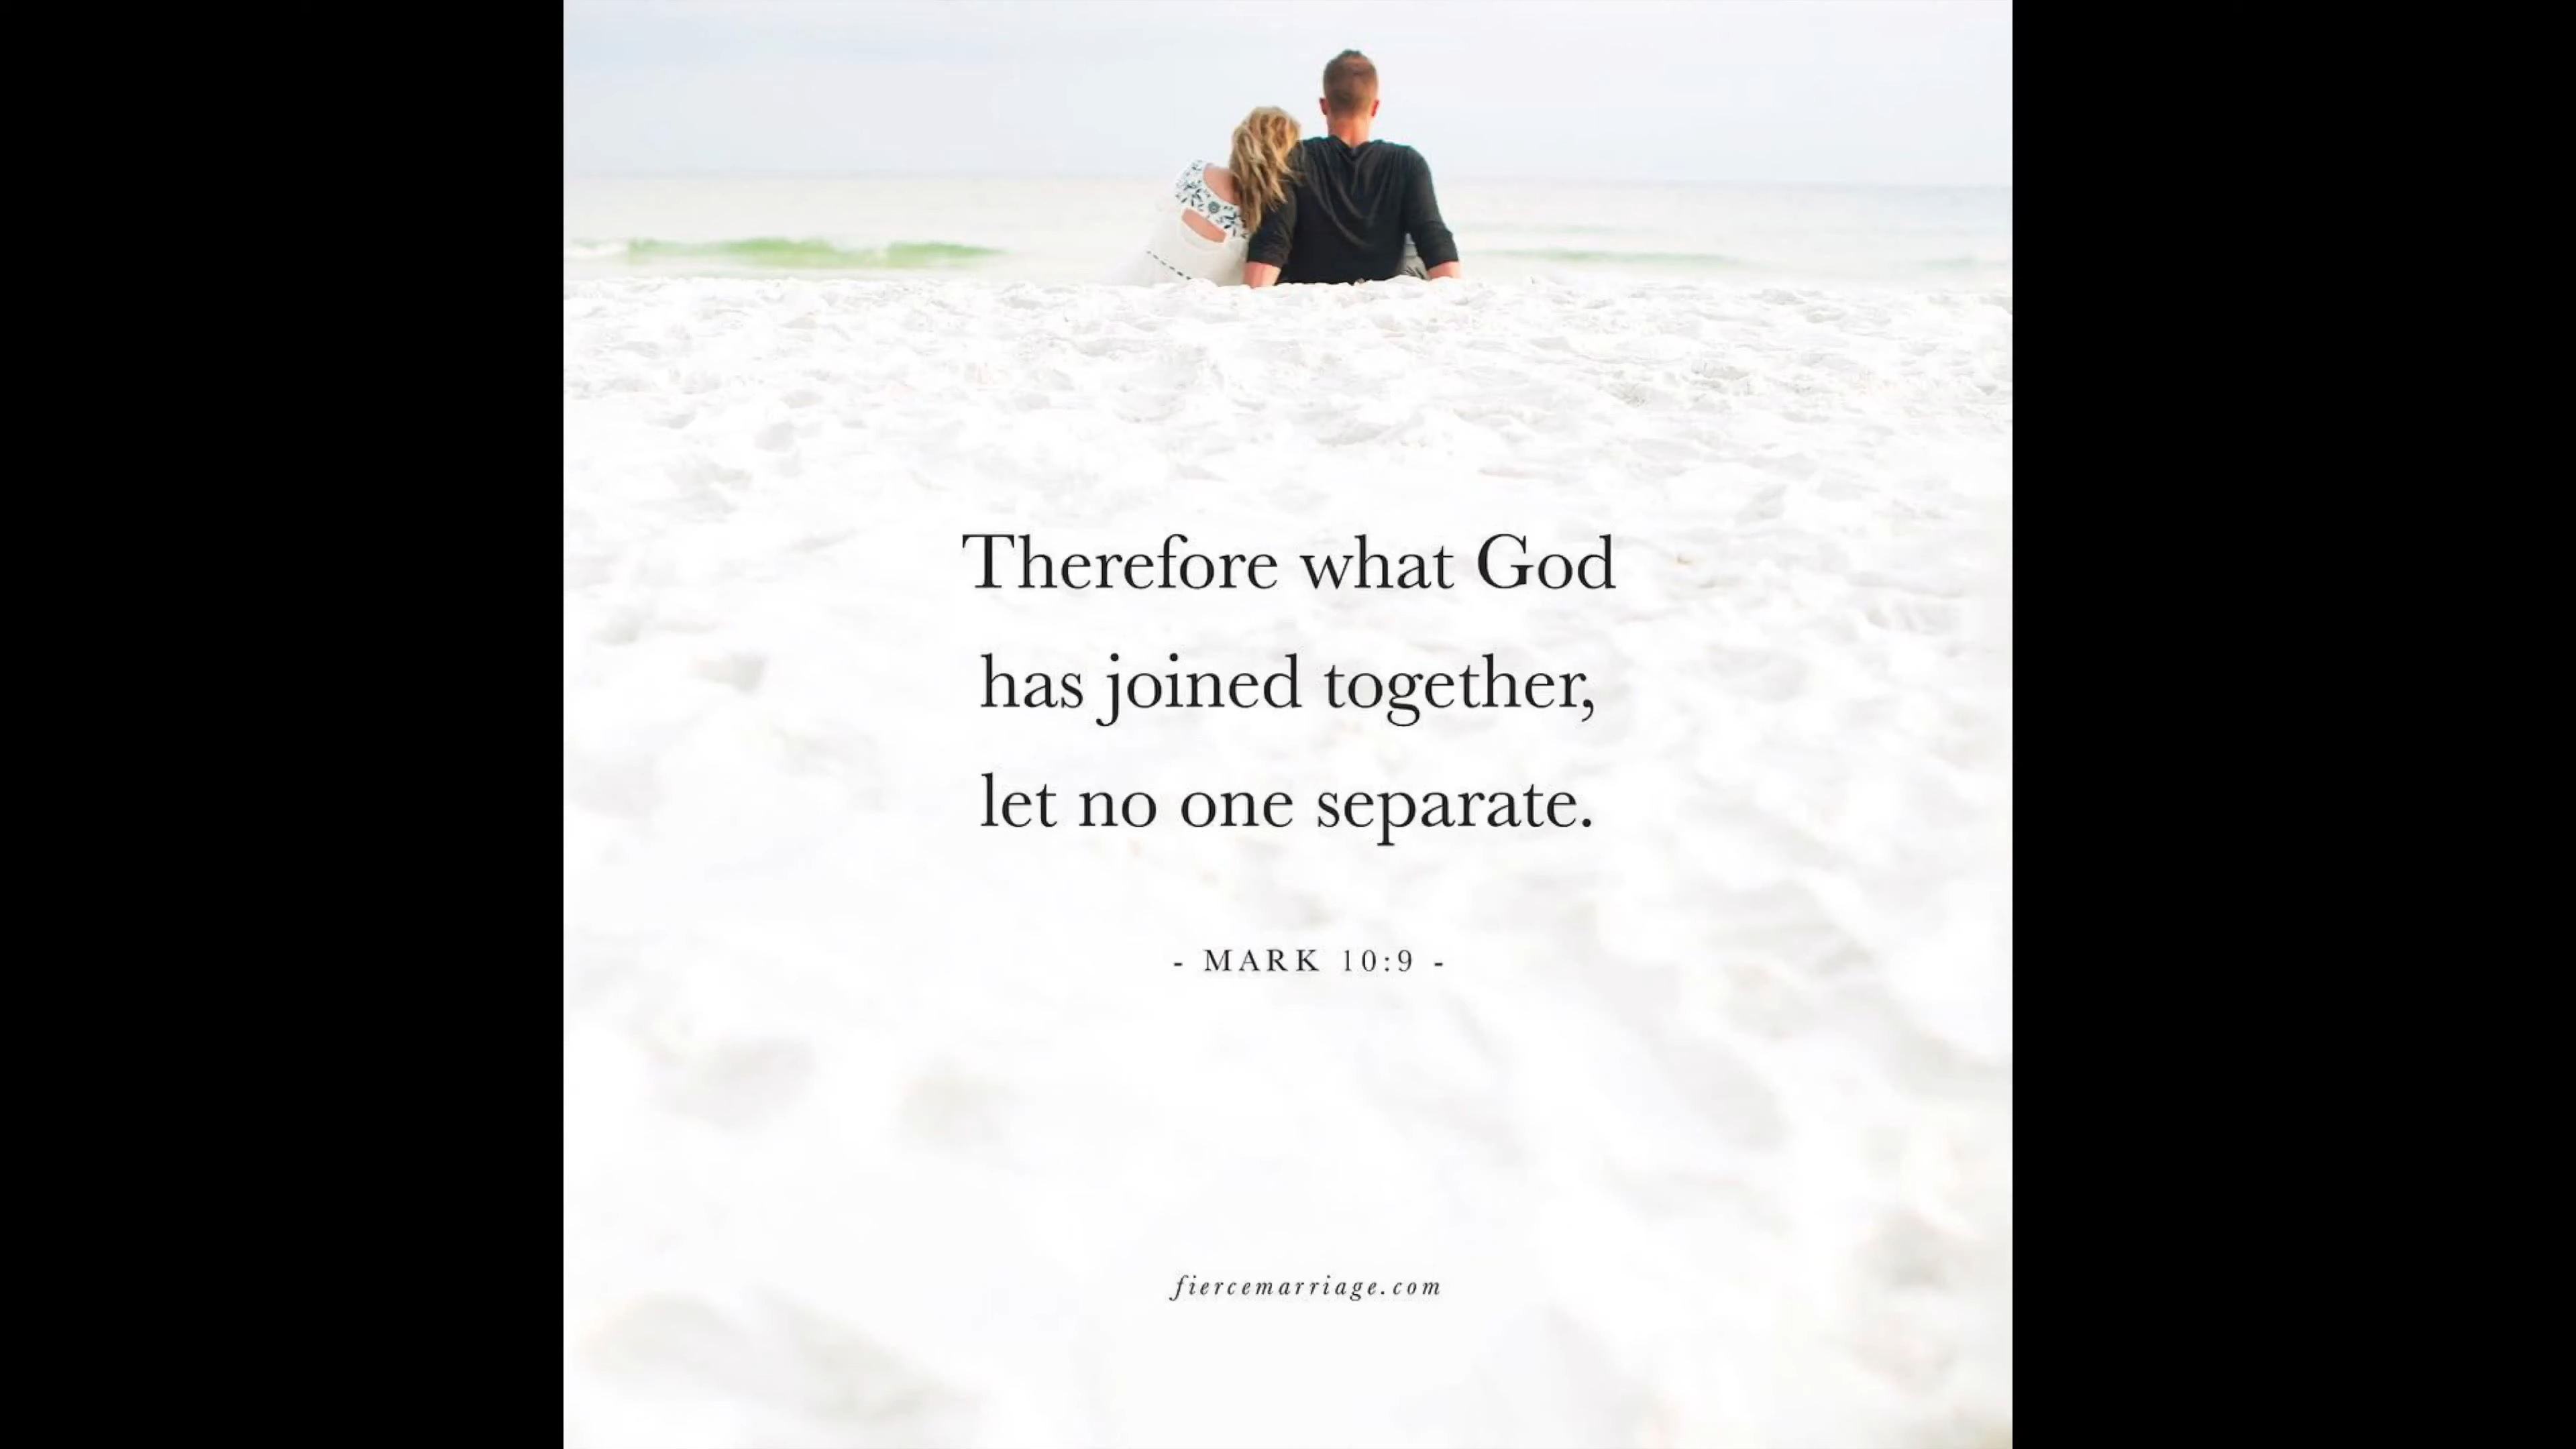 Therefore what God
has joined together,
let no one separate.
- MARK 10:9 -
fiercemarriage.com